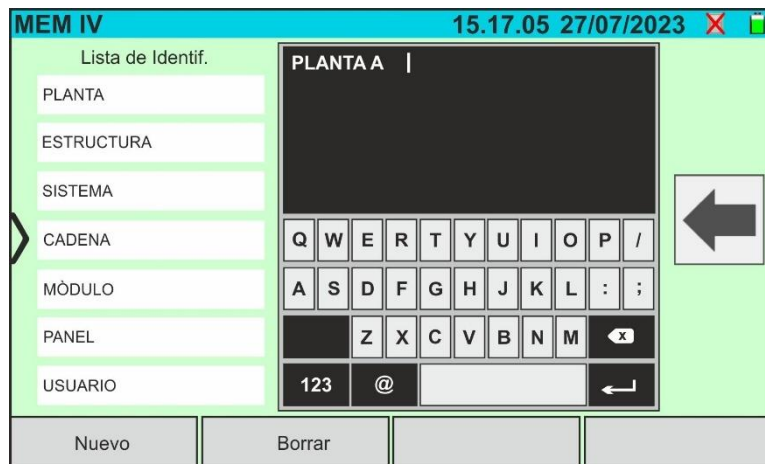 MEM IV 15.17.05 27/07/2023
Lista de Identif.
PLANTA
ESTRUCTURA
SISTEMA
CADENA
MÒDULO
PANEL
USUARIO
PLANTA A
Q W E R T Y U I O P /
A S D F G H J K L : ;
Z X C V B N M x
123 @
Nuevo Borrar